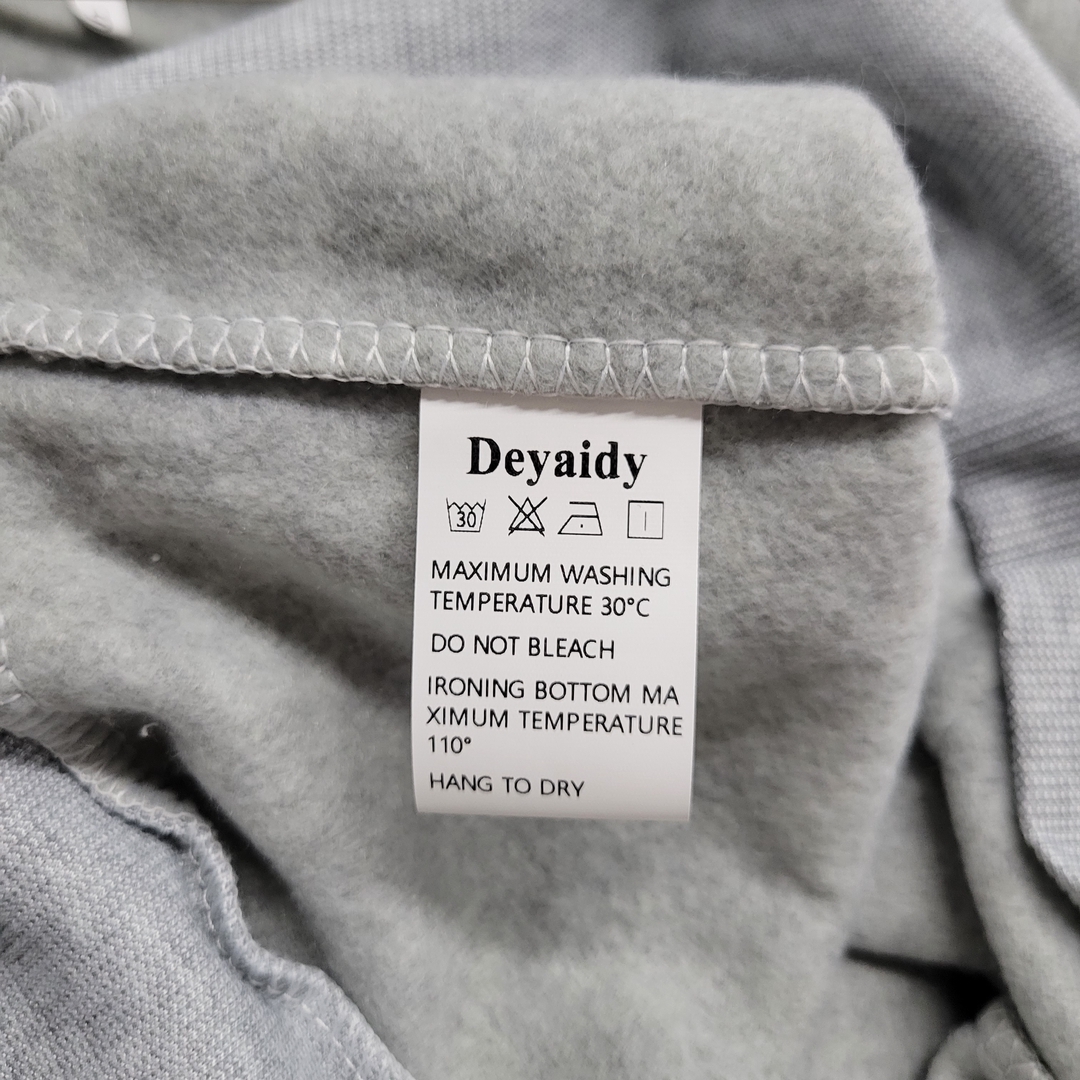 Deyaidy
30
MAXIMUM WASHING
TEMPERATURE 30°C
DO NOT BLEACH
IRONING BOTTOM MA
XIMUM TEMPERATURE
110°
HANG TO DRY